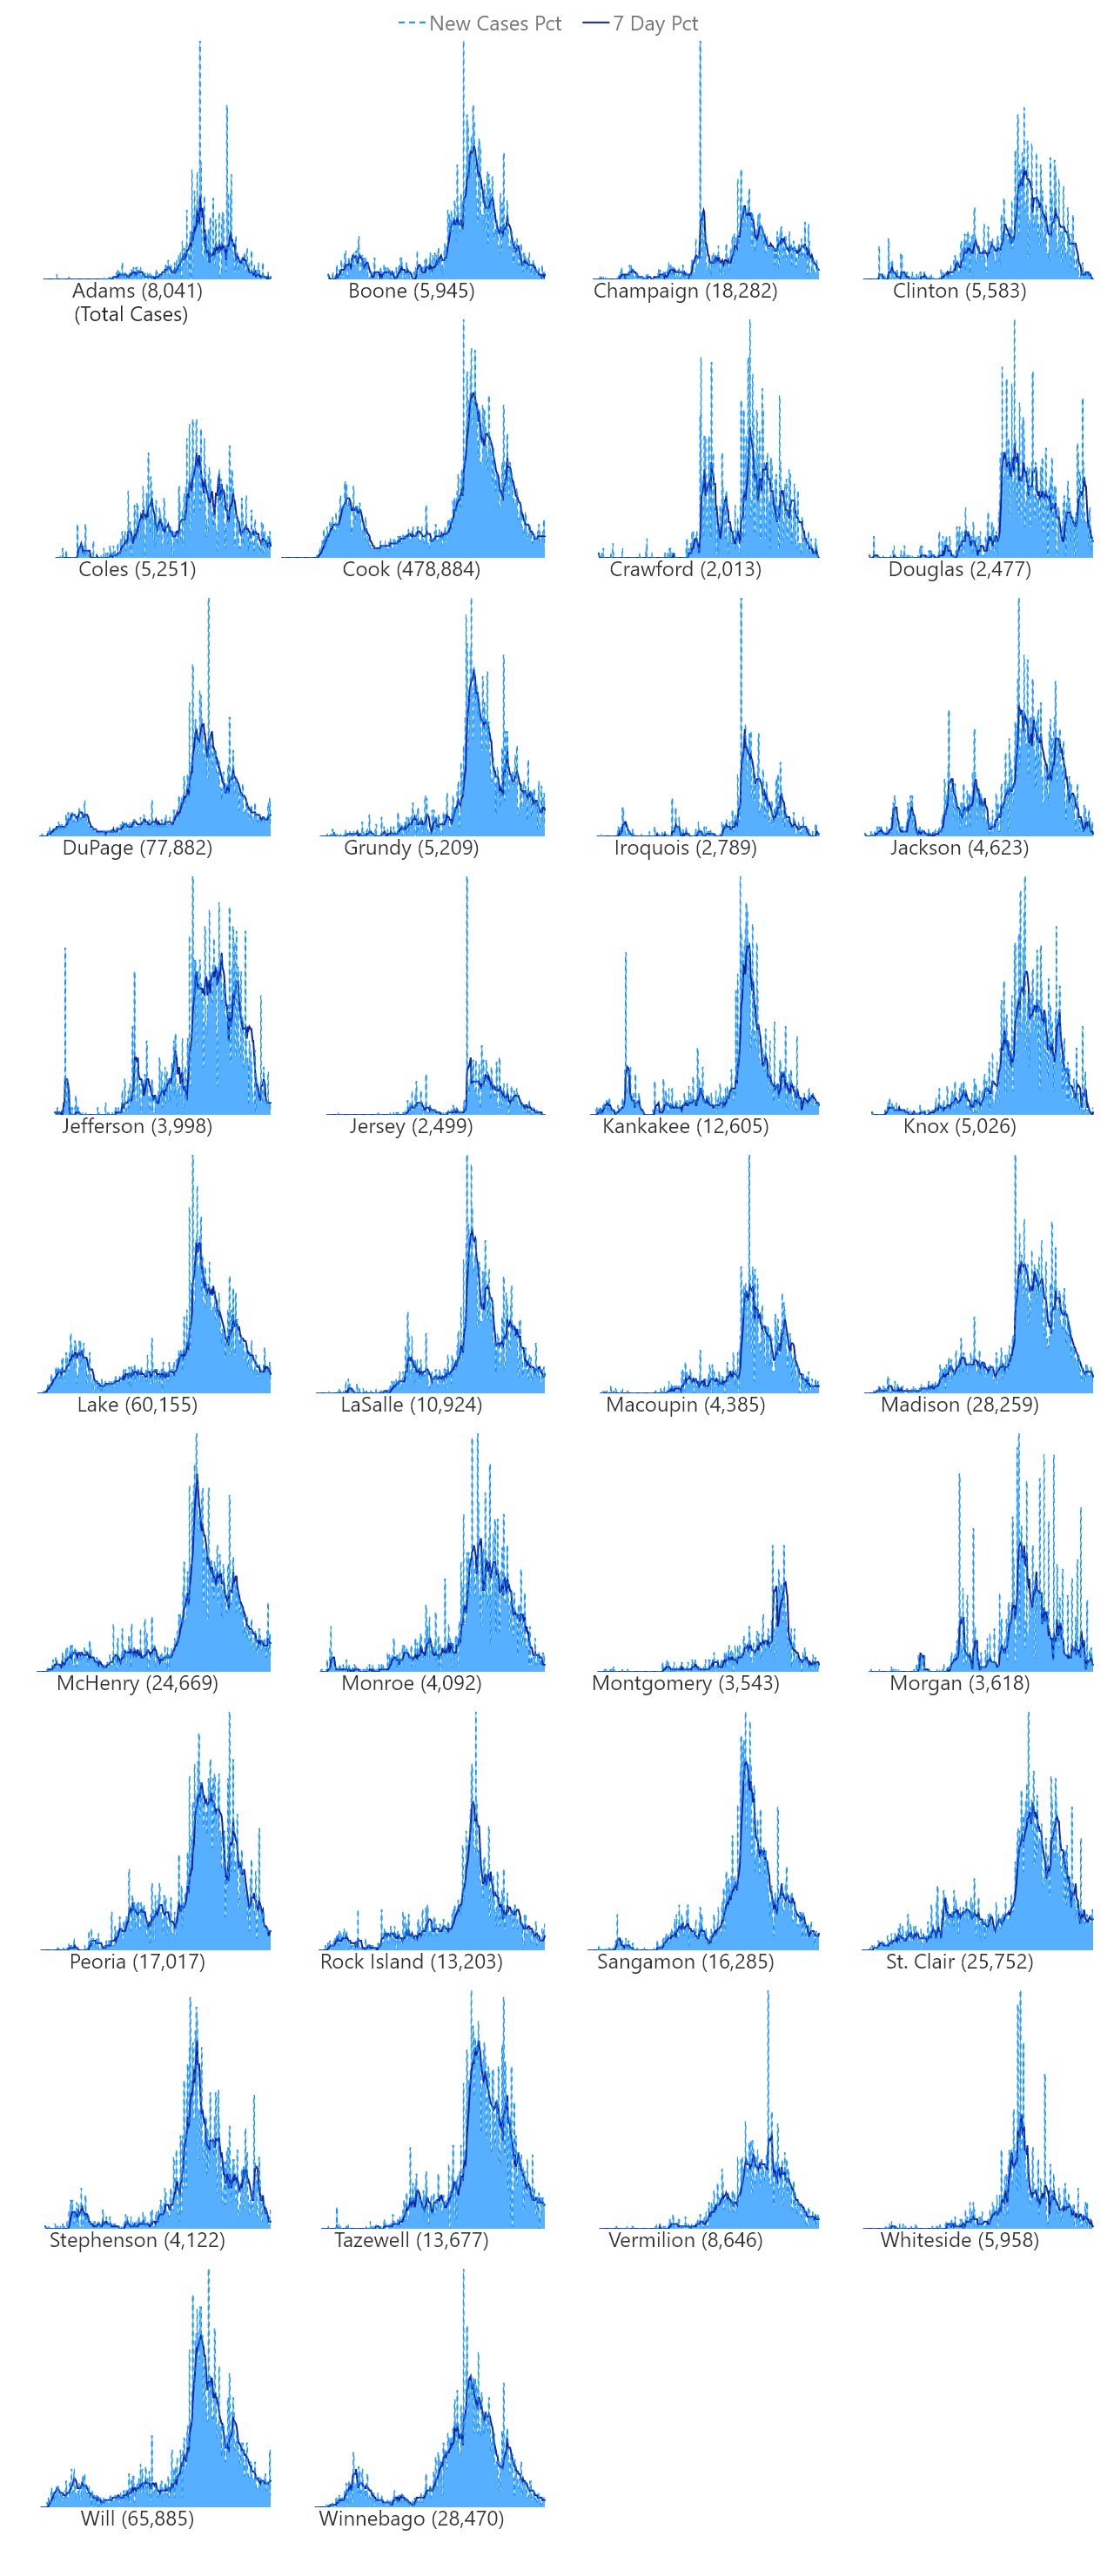 New Cases Pct 7 Day Pct
Adams (8,041) Boone (5,945) Champaign (18,282) Clinton (5,583)
(Total Cases)
Coles (5,251) Cook (478,884) Crawford (2,013) Douglas (2,477)
DuPage (77,882) Grundy (5,209) Iroquois (2,789) Jackson (4,623)
Jefferson (3,998) Jersey (2,499) Kankakee (12,605) Knox (5,026)
Lake (60,155) LaSalle (10,924) Macoupin (4,385) Madison (28,259)
McHenry (24,669) Monroe (4,092) Montgomery (3,543) Morgan (3,618)
Peoria (17,017) Rock Island (13,203) Sangamon (16,285) St. Clair (25,752)
Stephenson (4,122) Tazewell (13,677) Vermilion (8,646) Whiteside (5,958)
Will (65,885) Winnebago (28,470)